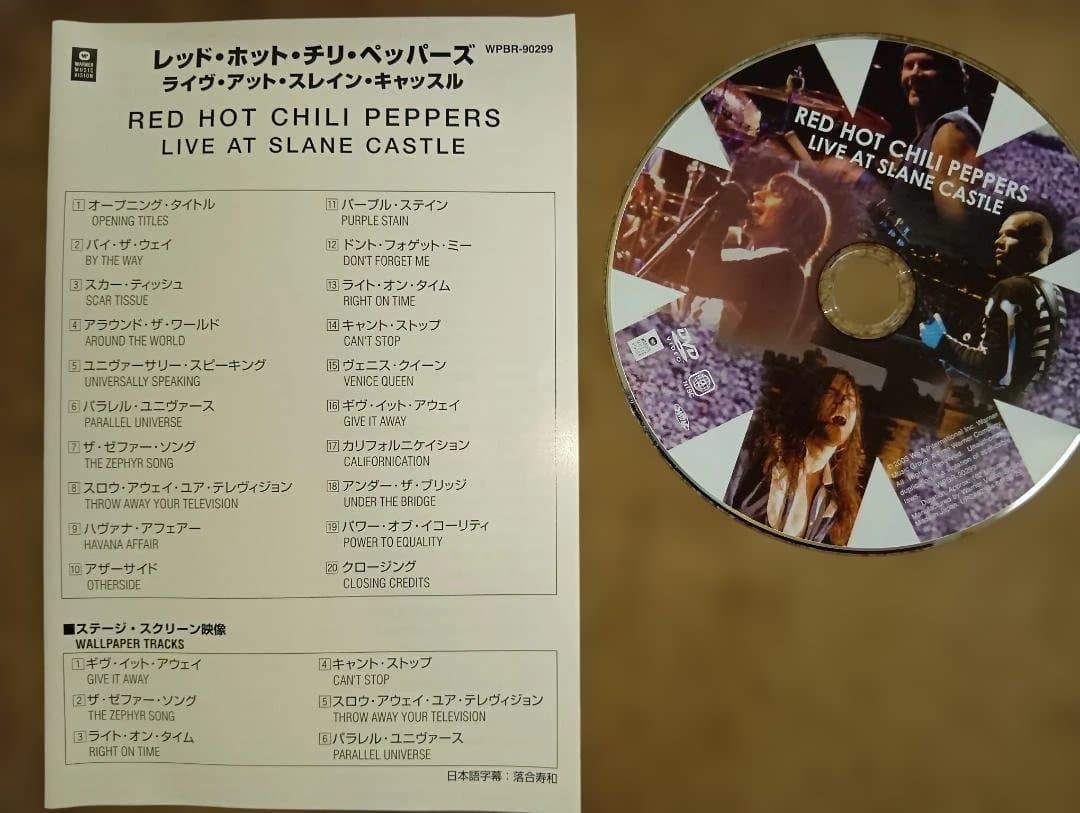 WARNER
MUSIC
VISION
レッド・ホット・チリ・ペッパーズ
WPBR-90299
ライヴ・アット・スレイン・キャッスル
RED HOT CHILI PEPPERS
LIVE AT SLANE CASTLE
1 オープニング・タイトル
OPENING TITLES
2 バイ・ザ・ウェイ
BY THE WAY
3 スカー・ティッシュ
SCAR TISSUE
4 アラウンド・ザ・ワールド
AROUND THE WORLD
5 ユニヴァーサリー・スピーキング
UNIVERSALLY SPEAKING
6 パラレル・ユニヴァース
PARALLEL UNIVERSE
7 ザ・ゼファー・ソング
THE ZEPHYR SONG
8 スロウ・アウェイ・ユア・テレヴィジョン
THROW AWAY YOUR TELEVISION
9 ハヴァナ・アフェアー
HAVANA AFFAIR
10 アザーサイド
OTHERSIDE
11 パープル・ステイン
PURPLE STAIN
12 ドント・フォゲット・ミー
DON'T FORGET ME
13 ライト・オン・タイム
RIGHT ON TIME
14 キャント・ストップ
CAN'T STOP
15 ヴェニス・クイーン
VENICE QUEEN
16 ギヴ・イット・アウェイ
GIVE IT AWAY
17 カリフォルニケイション
CALIFORNICATION
18 アンダー・ザ・ブリッジ
UNDER THE BRIDGE
19 パワー・オブ・イコーリティ
POWER TO EQUALITY
20 クロージング
CLOSING CREDITS
■ステージ・スクリーン映像
WALLPAPER TRACKS
1 ギヴ・イット・アウェイ
GIVE IT AWAY
2 ザ・ゼファー・ソング
THE ZEPHYR SONG
3 ライト・オン・タイム
RIGHT ON TIME
4 キャント・ストップ
CAN'T STOP
5 スロウ・アウェイ・ユア・テレヴィジョン
THROW AWAY YOUR TELEVISION
6 パラレル・ユニヴァース
PARALLEL UNIVERSE
日本語字幕：落合寿和
RED HOT CHILI PEPPERS
LIVE AT SLANE CASTLE
DVD
VIDEO
NTSC